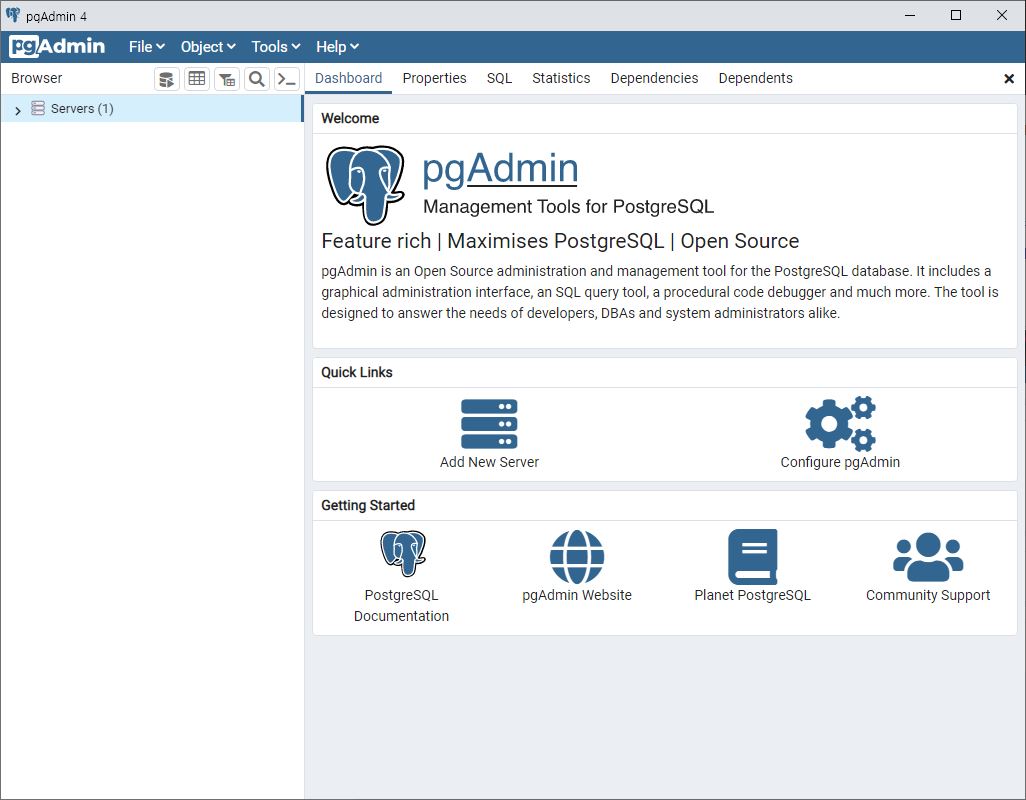 pgAdmin 4
pgAdmin File Object Tools Help
Browser
Dashboard Properties SQL Statistics Dependencies Dependents
Servers (1)
Welcome
pgAdmin
Management Tools for PostgreSQL
Feature rich | Maximises PostgreSQL | Open Source
pgAdmin is an Open Source administration and management tool for the PostgreSQL database. It includes a
graphical administration interface, an SQL query tool, a procedural code debugger and much more. The tool is
designed to answer the needs of developers, DBAs and system administrators alike.
Quick Links
Add New Server
Configure pgAdmin
Getting Started
PostgreSQL
Documentation
pgAdmin Website
Planet PostgreSQL
Community Support